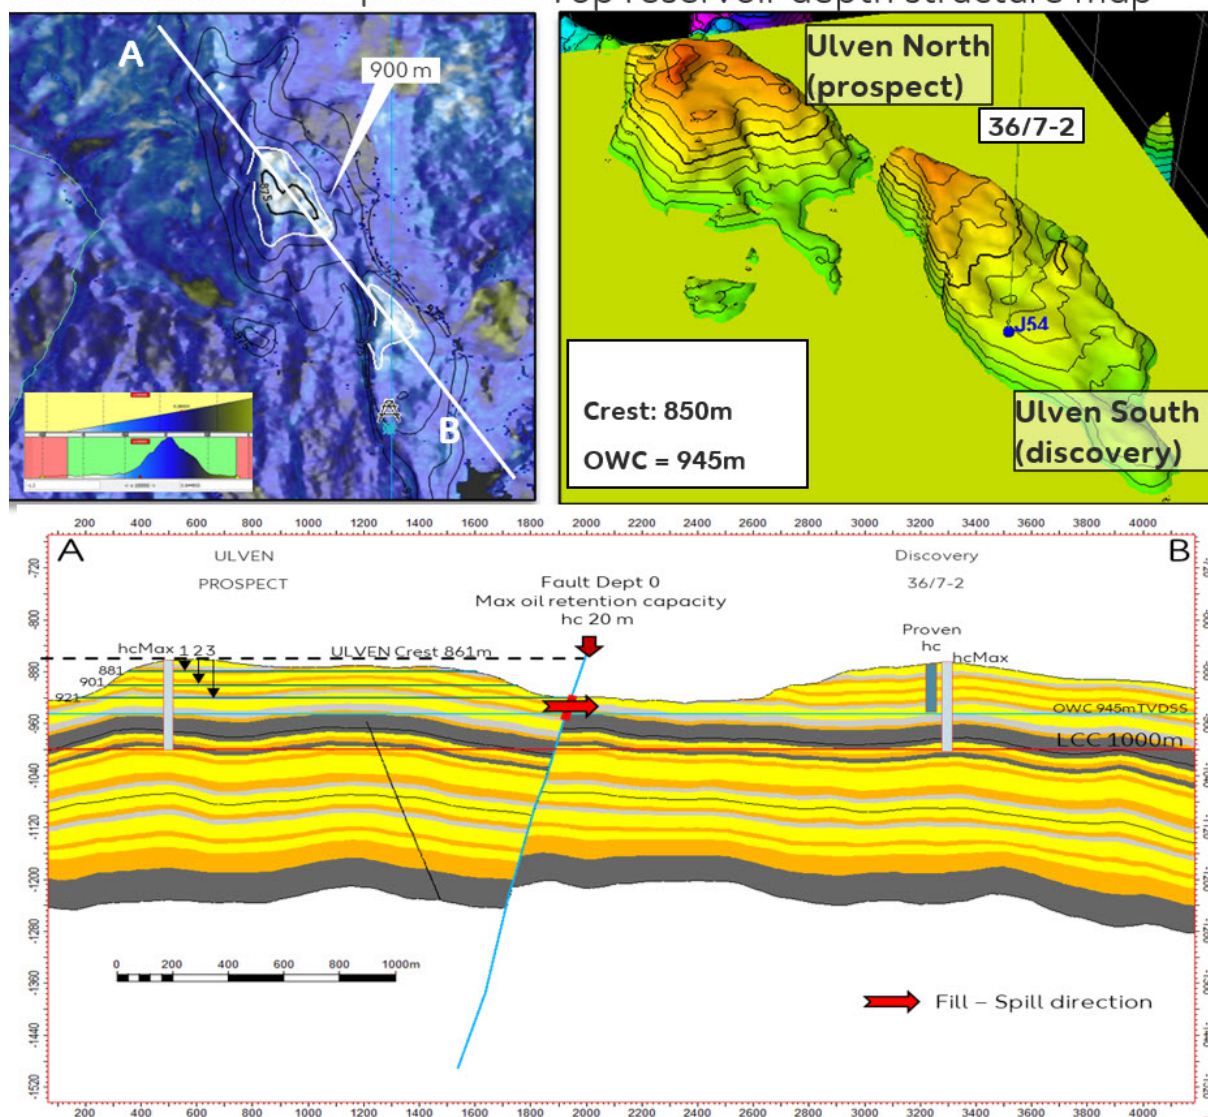 Top reservoir depth structure map
A
900 m
875
B
Ulven North
(prospect)
36/7-2
J54
Crest: 850m
OWC = 945m
Ulven South
(discovery)
200 400 600 800 1000 1200 1400 1600 1800 2000 2200 2400 2600 2800 3000 3200 3400 3600 3800 4000
A
B
ULVEN
PROSPECT
Discovery
36/7-2
Fault Dept 0
Max oil retention capacity
hc 20 m
Proven
hc
hcMax
hcMax 1 2 3
ULVEN Crest 861m
881
901
921
OWC 945mTVDSS
LCC 1000m
-720
-800
-880
-960
-1040
-1120
-1200
-1280
-1360
-1440
-1520
0 200 400 600 800 1000m
Fill – Spill direction
200 400 600 800 1000 1200 1400 1600 1800 2000 2200 2400 2600 2800 3000 3200 3400 3600 3800 4000